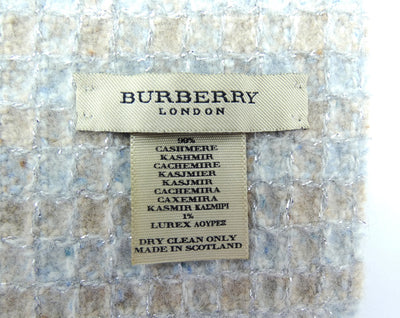 BURBERRY
LONDON
99%
CASHMERE
KASHMIR
CACHEMIRE
KASJMIER
KASJMIR
CACHEMIRA
CAXEMIRA
KASMIR ΚΑΣΜΙΡΙ
1%
LUREX ΛΟΥΡΕΞ
DRY CLEAN ONLY
MADE IN SCOTLAND